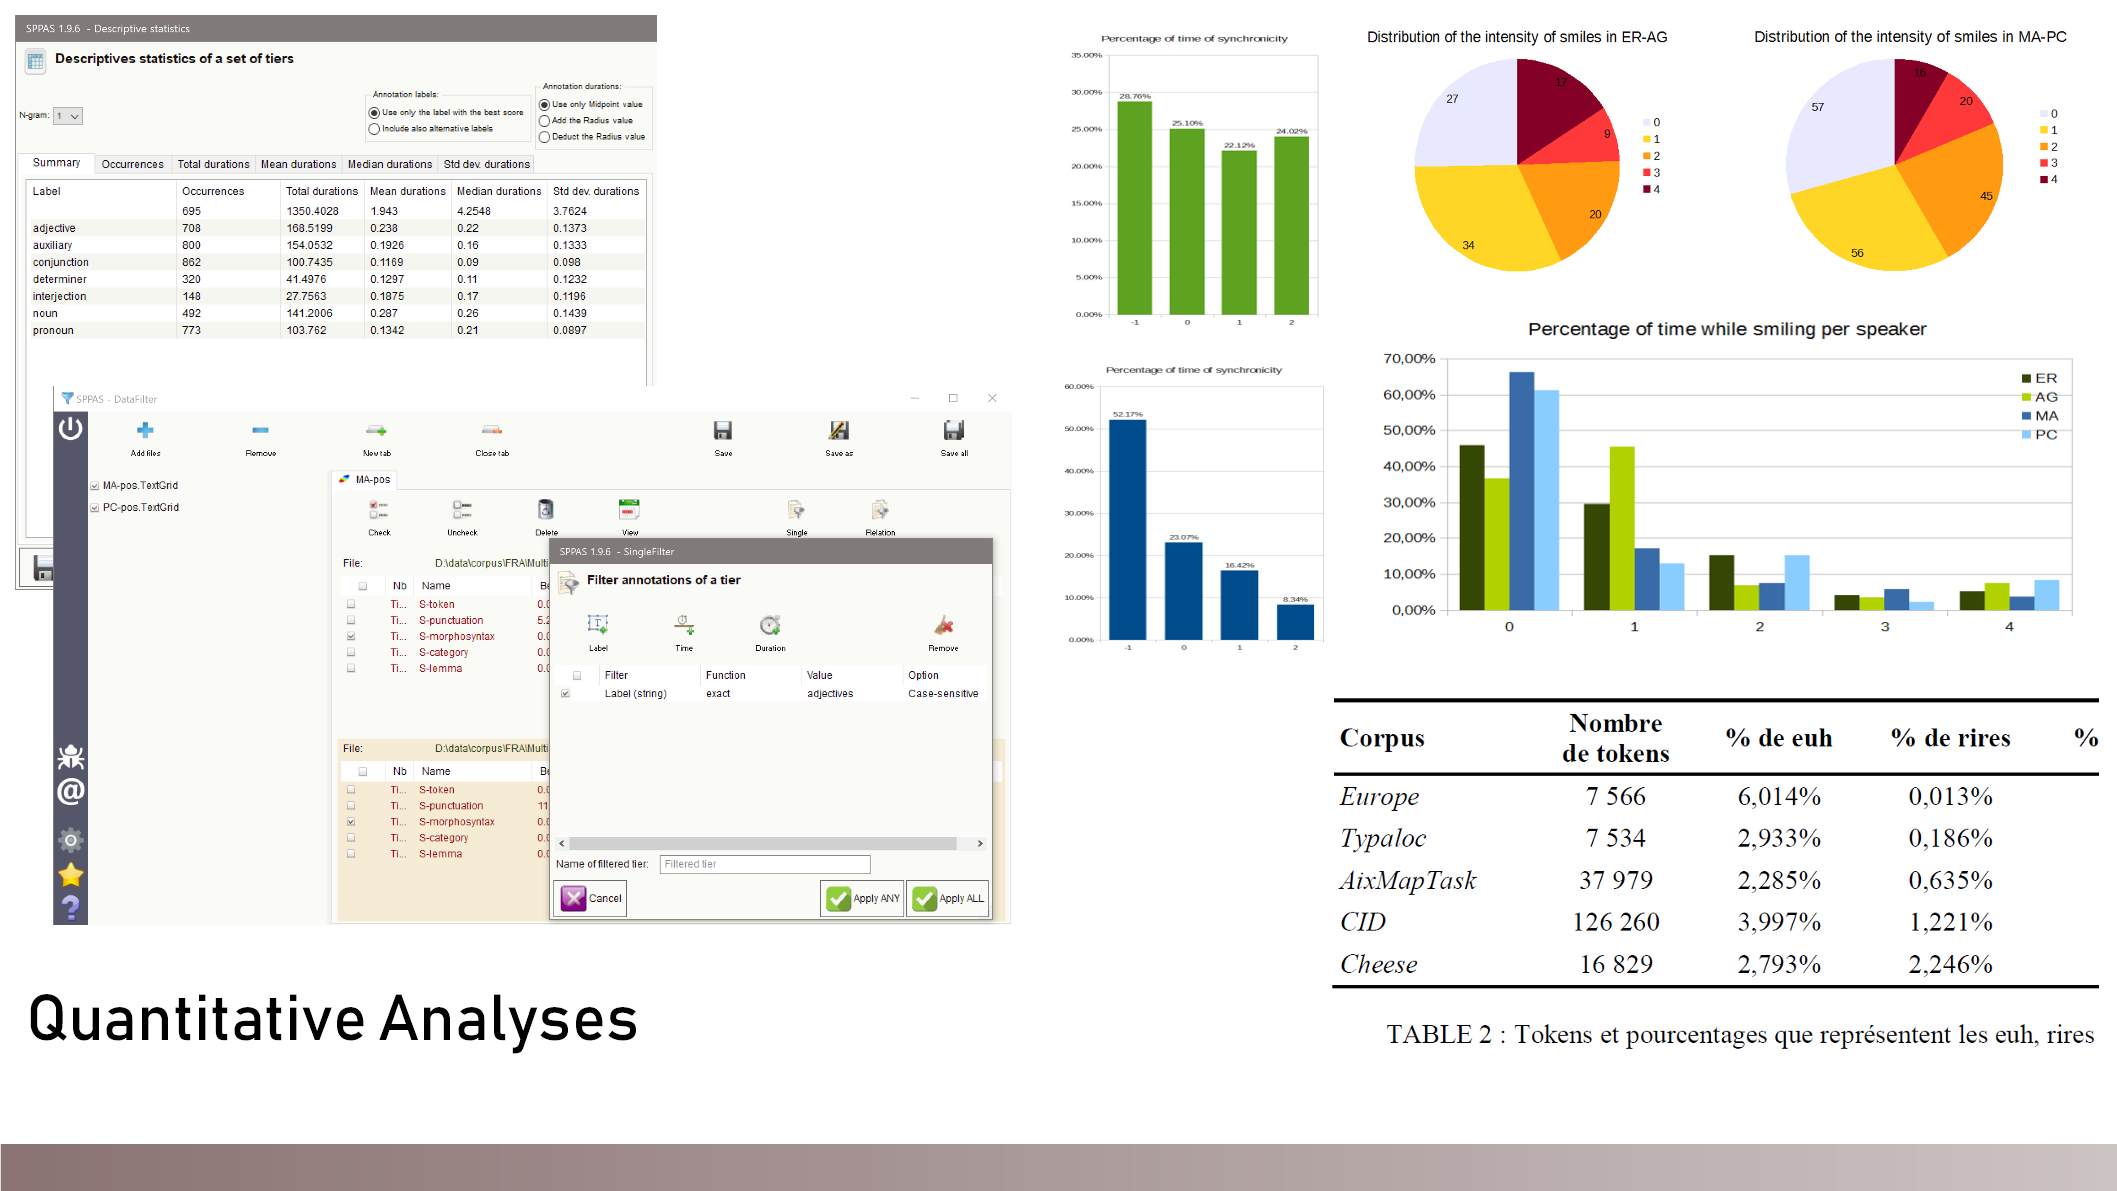 SPPAS 1.9.6 - Descriptive statistics
Descriptives statistics of a set of tiers
N-gram: 1
Annotation labels:
Use only the label with the best score
Include also alternative labels
Annotation durations:
Use only Midpoint value
Add the Radius value
Deduct the Radius value
Summary Occurrences Total durations Mean durations Median durations Std dev. durations
Label Occurrences Total durations Mean durations Median durations Std dev. durations
695 1350.4028 1.943 4.2548 3.7624
adjective 708 168.5199 0.238 0.22 0.1373
auxiliary 800 154.0532 0.1926 0.16 0.1333
conjunction 862 100.7435 0.1169 0.09 0.098
determiner 320 41.4976 0.1297 0.11 0.1232
interjection 148 27.7563 0.1875 0.17 0.1196
noun 492 141.2006 0.287 0.26 0.1439
pronoun 773 103.762 0.1342 0.21 0.0897
SPPAS - DataFilter
Add files Remove New tab Close tab Save Save as Save all
MA-pos.TextGrid
PC-pos.TextGrid
MA-pos
Check Uncheck Delete View Single Relation
File: D:\data\corpus\FRA\Multi
Nb Name Be
Ti... S-token 0.0
Ti... S-punctuation 5.2
Ti... S-morphosyntax 0.0
Ti... S-category 0.0
Ti... S-lemma 0.0
File: D:\data\corpus\FRA\Multi
Nb Name Be
Ti... S-token 0.0
Ti... S-punctuation 11
Ti... S-morphosyntax 0.0
Ti... S-category 0.0
Ti... S-lemma 0.0
SPPAS 1.9.6 - SingleFilter
Filter annotations of a tier
Label Time Duration Remove
Filter Function Value Option
Label (string) exact adjectives Case-sensitive
Name of filtered tier: Filtered tier
Cancel Apply ANY Apply ALL
Percentage of time of synchronicity
35.00%
30.00%
25.00%
20.00%
15.00%
10.00%
5.00%
0.00%
28.76% 25.10% 22.12% 24.02%
-1 0 1 2
Percentage of time of synchronicity
60.00%
50.00%
40.00%
30.00%
20.00%
10.00%
0.00%
52.17% 23.07% 16.42% 8.34%
-1 0 1 2
Distribution of the intensity of smiles in ER-AG
27 17 9 20 34
0
1
2
3
4
Distribution of the intensity of smiles in MA-PC
57 16 20 45 56
0
1
2
3
4
Percentage of time while smiling per speaker
70,00%
60,00%
50,00%
40,00%
30,00%
20,00%
10,00%
0,00%
0 1 2 3 4
ER
AG
MA
PC
Corpus Nombre de tokens % de euh % de rires %
Europe 7 566 6,014% 0,013%
Typaloc 7 534 2,933% 0,186%
AixMapTask 37 979 2,285% 0,635%
CID 126 260 3,997% 1,221%
Cheese 16 829 2,793% 2,246%
TABLE 2 : Tokens et pourcentages que représentent les euh, rires
Quantitative Analyses